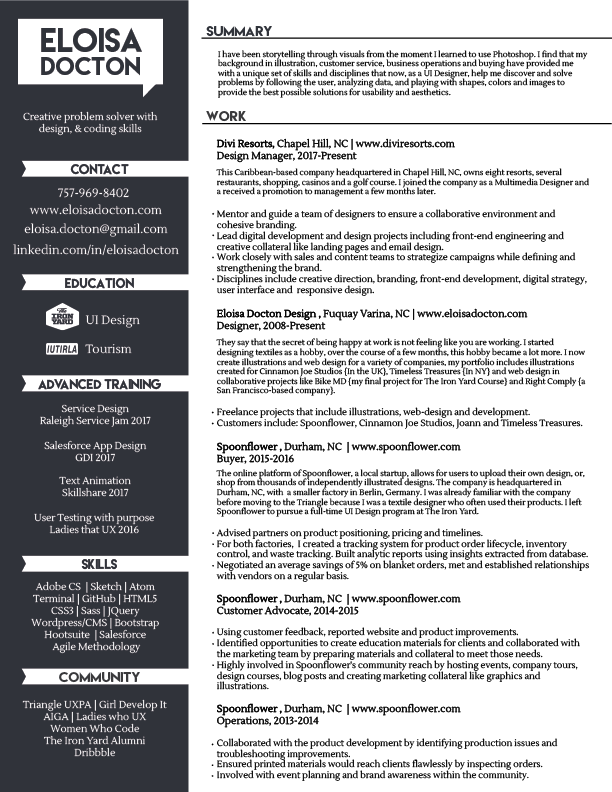 ELOISA
DOCTON
Creative problem solver with
design, & coding skills
CONTACT
757-969-8402
www.eloisadocton.com
eloisa.docton@gmail.com
linkedin.com/in/eloisadocton
EDUCATION
The
IRON
YARD
UI Design
IUTIRLA
Tourism
ADVANCED TRAINING
Service Design
Raleigh Service Jam 2017
Salesforce App Design
GDI 2017
Text Animation
Skillshare 2017
User Testing with purpose
Ladies that UX 2016
SKILLS
Adobe CS | Sketch | Atom
Terminal | GitHub | HTML5
CSS3 | Sass | JQuery
Wordpress/CMS | Bootstrap
Hootsuite | Salesforce
Agile Methodology
COMMUNITY
Triangle UXPA | Girl Develop It
AIGA | Ladies who UX
Women Who Code
The Iron Yard Alumni
Dribbble
SUMMARY
I have been storytelling through visuals from the moment I learned to use Photoshop. I find that my
background in illustration, customer service, business operations and buying have provided me
with a unique set of skills and disciplines that now, as a UI Designer, help me discover and solve
problems by following the user, analyzing data, and playing with shapes, colors and images to
provide the best possible solutions for usability and aesthetics.
WORK
Divi Resorts, Chapel Hill, NC | www.diviresorts.com
Design Manager, 2017-Present
This Caribbean-based company headquartered in Chapel Hill, NC, owns eight resorts, several
restaurants, shopping, casinos and a golf course. I joined the company as a Multimedia Designer and
a received a promotion to management a few months later.
· Mentor and guide a team of designers to ensure a collaborative environment and
cohesive branding.
· Lead digital development and design projects including front-end engineering and
creative collateral like landing pages and email design.
· Work closely with sales and content teams to strategize campaigns while defining and
strengthening the brand.
· Disciplines include creative direction, branding, front-end development, digital strategy,
user interface and responsive design.
Eloisa Docton Design , Fuquay Varina, NC | www.eloisadocton.com
Designer, 2008-Present
They say that the secret of being happy at work is not feeling like you are working. I started
designing textiles as a hobby, over the course of a few months, this hobby became a lot more. I now
create illustrations and web design for a variety of companies, my portfolio includes illustrations
created for Cinnamon Joe Studios {In the UK}, Timeless Treasures {In NY} and web design in
collaborative projects like Bike MD {my final project for The Iron Yard Course} and Right Comply {a
San Francisco-based company}.
· Freelance projects that include illustrations, web-design and development.
· Customers include: Spoonflower, Cinnamon Joe Studios, Joann and Timeless Treasures.
Spoonflower , Durham, NC | www.spoonflower.com
Buyer, 2015-2016
The online platform of Spoonflower, a local startup, allows for users to upload their own design, or,
shop from thousands of independently illustrated designs. The company is headquartered in
Durham, NC, with a smaller factory in Berlin, Germany. I was already familiar with the company
before moving to the Triangle because I was a textile designer who often used their products. I left
Spoonflower to pursue a full-time UI Design program at The Iron Yard.
· Advised partners on product positioning, pricing and timelines.
· For both factories, I created a tracking system for product order lifecycle, inventory
control, and waste tracking. Built analytic reports using insights extracted from database.
· Negotiated an average savings of 5% on blanket orders, met and established relationships
with vendors on a regular basis.
Spoonflower , Durham, NC | www.spoonflower.com
Customer Advocate, 2014-2015
· Using customer feedback, reported website and product improvements.
· Identified opportunities to create education materials for clients and collaborated with
the marketing team by preparing materials and collateral to meet those needs.
· Highly involved in Spoonflower's community reach by hosting events, company tours,
design courses, blog posts and creating marketing collateral like graphics and
illustrations.
Spoonflower , Durham, NC | www.spoonflower.com
Operations, 2013-2014
· Collaborated with the product development by identifying production issues and
troubleshooting improvements.
· Ensured printed materials would reach clients flawlessly by inspecting orders.
· Involved with event planning and brand awareness within the community.